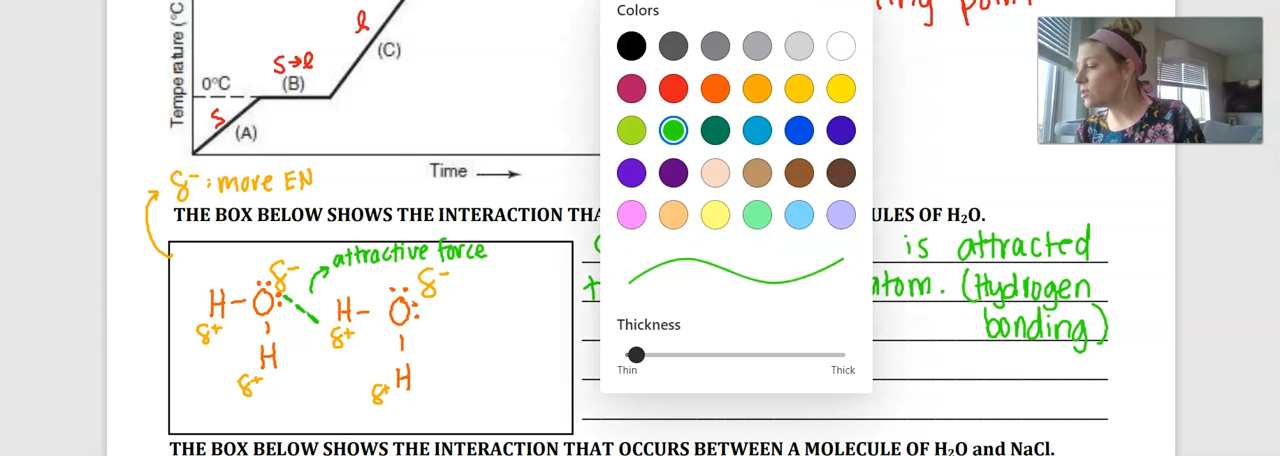 Colors
Temperature (°C
l
(C)
S→l
0°C
(B)
S
(A)
Time
δ⁻: more EN
THE BOX BELOW SHOWS THE INTERACTION THA
ULES OF H₂O.
attractive force
is attracted
atom. (Hydrogen
bonding)
δ⁻
δ⁻
H-O:
H-O:
δ+
δ+
H
H
δ+
δ+
Thickness
Thin
Thick
THE BOX BELOW SHOWS THE INTERACTION THAT OCCURS BETWEEN A MOLECULE OF H₂O and NaCl.